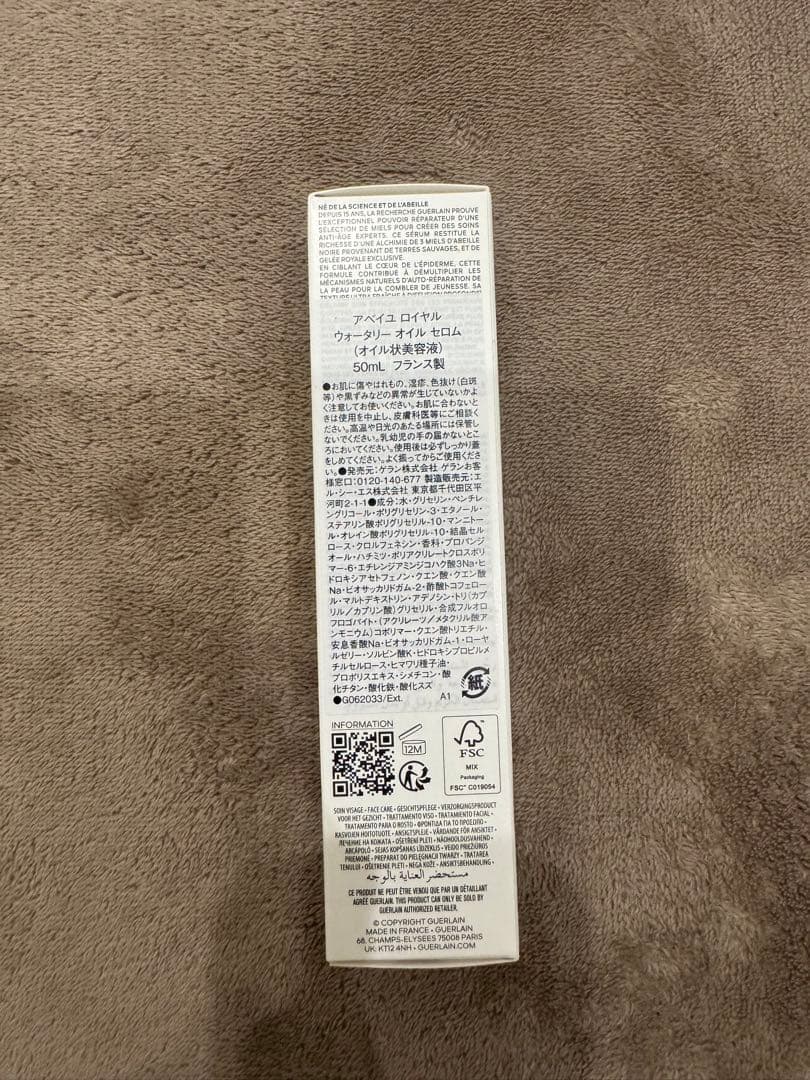 NÉ DE LA SCIENCE ET DE L'ABEILLE
DEPUIS 15 ANS, LA RECHERCHE GUERLAIN PROUVE
L'EXCEPTIONNEL POUVOIR RÉPARATEUR D'UNE
SÉLECTION DE MIELS POUR CRÉER DES SOINS
ANTI-ÂGE EXPERTS. CE SÉRUM RESTITUE LA
RICHESSE D'UNE ALCHIMIE DE 3 MIELS D'ABEILLE
NOIRE PROVENANT DE TERRES SAUVAGES, ET DE
GELÉE ROYALE EXCLUSIVE.
EN CIBLANT LE CŒUR DE L'ÉPIDERME, CETTE
FORMULE CONTRIBUE À DÉMULTIPLIER LES
MÉCANISMES NATURELS D'AUTO-RÉPARATION DE
LA PEAU POUR LA COMBLER DE JEUNESSE. SA
アベイユ ロイヤル
ウォータリー オイル セロム
(オイル状美容液)
50mL フランス製
●お肌に傷やはれもの、湿疹、色抜け(白斑
等)や黒ずみなどの異常が生じていないかよ
く注意してお使いください。お肌に合わないと
きは使用を中止し、皮膚科医等にご相談くだ
さい。高温や日光のあたる場所には保管し
ないでください。乳幼児の手の届かないとこ
ろにおいてください。使用後は必ずしっかり蓋
をしめてください。よく振ってからご使用くださ
い。●発売元:ゲラン株式会社 ゲランお客
様窓口:0120-140-677 製造販売元:エ
ル・シー・エス株式会社 東京都千代田区平
河町2-1-1●成分:水・グリセリン・ペンチレ
ングリコール・ポリグリセリン-3・エタノール・
ステアリン酸ポリグリセリル-10・マンニトー
ル・オレイン酸ポリグリセリル-10・結晶セル
ロース・クロルフェネシン・香料・プロパンジ
オール・ハチミツ・ポリアクリレートクロスポリ
マー-6・エチレンジアミンジコハク酸3Na・ヒ
ドロキシアセトフェノン・クエン酸・クエン酸
Na・ビオサッカリドガム-2・酢酸トコフェロー
ル・マルトデキストリン・アデノシン・トリ(カプ
リル/カプリン酸)グリセリル・合成フルオロ
フロゴパイト・(アクリレーツ/メタクリル酸ア
ンモニウム)コポリマー・クエン酸トリエチル・
安息香酸Na・ビオサッカリドガム-1・ローヤ
ルゼリー・ソルビン酸K・ヒドロキシプロピルメ
チルセルロース・ヒマワリ種子油・
プロポリスエキス・シメチコン・酸
化チタン・酸化鉄・酸化スズ
●G062033/Ext. A1
紙
INFORMATION
12M
FSC
MIX
Packaging
FSC™ C019054
SOIN VISAGE • FACE CARE • GESICHTSPFLEGE • VERZORGINGSPRODUCT
VOOR HET GEZICHT • TRATTAMENTO VISO • TRATAMIENTO FACIAL •
TRATAMENTO PARA O ROSTO • ΦΡΟΝΤΙΔΑ ΓΙΑ ΤΟ ΠΡΟΣΩΠΟ •
KASVOJEN HOITOTUOTE • ANSIGTSPLEJE • VÅRDANDE FÖR ANSIKTET •
ЛЕЧЕНИЕ НА КОЖАТА • OŠETŘENÍ PLETI • NÄOHOOLDUSVAHEND •
ARCÁPOLÓ • SEJAS KOPŠANAS LĪDZEKLIS • VEIDO PRIEŽIŪROS
PRIEMONĖ • PREPARAT DO PIELĘGNACJI TWARZY • TRATAREA
TENULUI • OŠETRENIE PLETI • NEGA KOŽE • ANSIKTSBEHANDLING •
مستحضر العناية بالوجه
CE PRODUIT NE PEUT ÊTRE VENDU QUE PAR UN DÉTAILLANT
AGRÉÉ GUERLAIN. THIS PRODUCT CAN ONLY BE SOLD BY
GUERLAIN AUTHORIZED RETAILER.
© COPYRIGHT GUERLAIN
MADE IN FRANCE • GUERLAIN
68, CHAMPS-ELYSEES 75008 PARIS
UK: KT12 4NH • GUERLAIN.COM